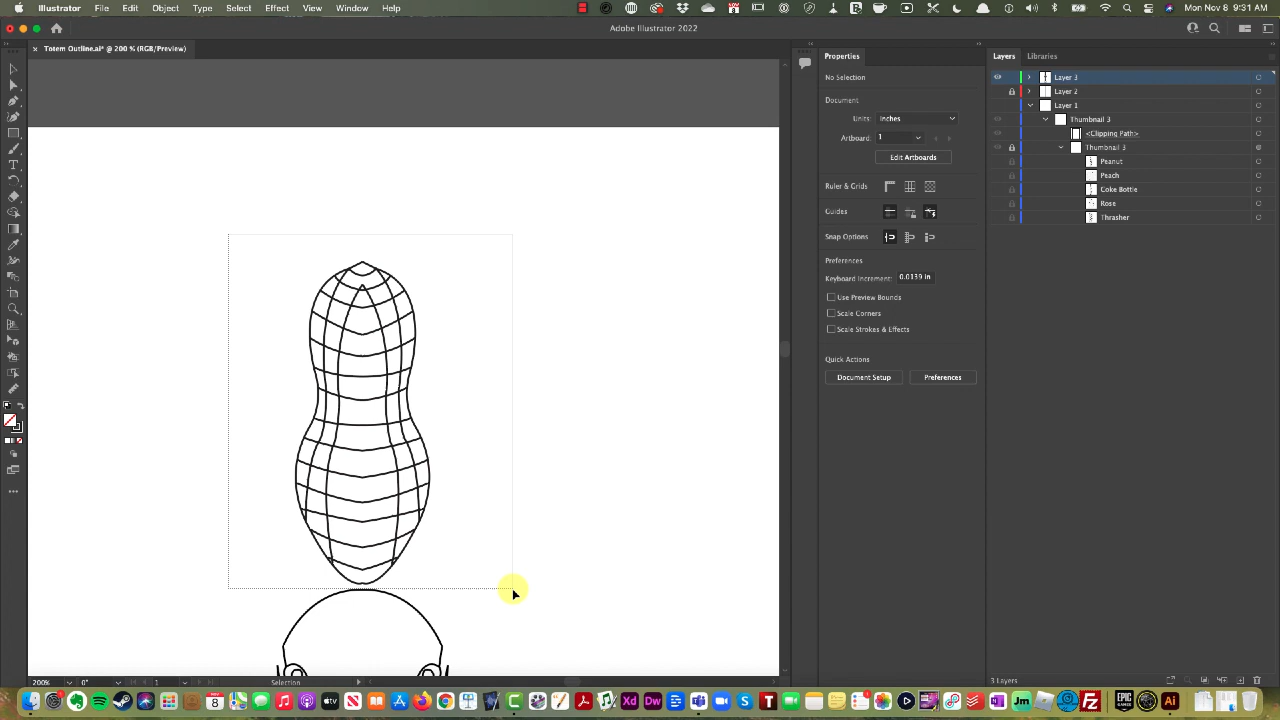 Illustrator File Edit Object Type Select Effect View Window Help Mon Nov 8
Adobe Illustrator 2022
× Totem Outline.ai* @ 200 % (RGB/Preview)
Properties
Layers Libraries
No Selection
Layer 3
Document
Layer 2
Layer 1
Units: Inches
Thumbnail 3
Artboard: 1
<Clipping Path>
Edit Artboards
Thumbnail 3
Peanut
Peach
Ruler & Grids
Coke Bottle
Rose
Guides
Thrasher
Snap Options
Preferences
Keyboard Increment: 0.0139 in
Use Preview Bounds
Scale Corners
Scale Strokes & Effects
Quick Actions
Document Setup Preferences
200% 0° 1 Selection
3 Layers